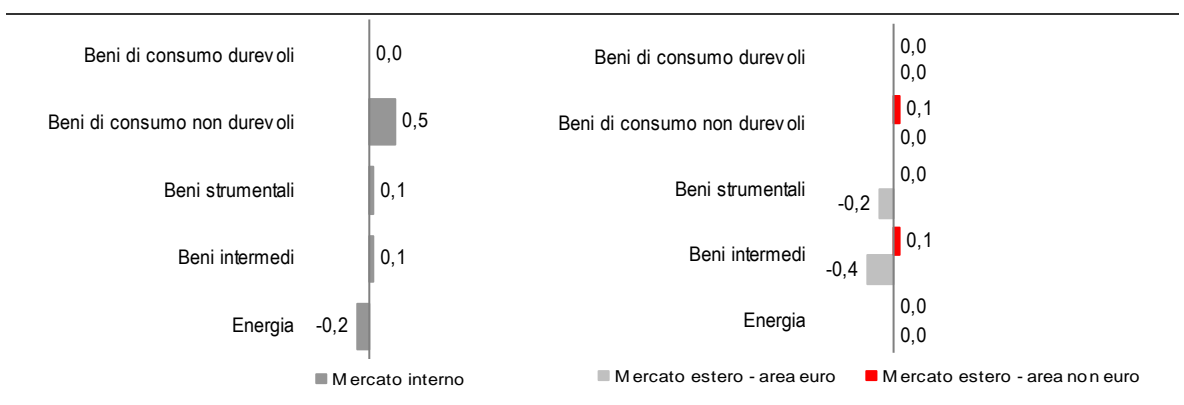 Beni di consumo durevoli 0,0
Beni di consumo non durevoli 0,5
Beni strumentali 0,1
Beni intermedi 0,1
Energia -0,2
Mercato interno
Beni di consumo durevoli 0,0
0,0
Beni di consumo non durevoli 0,1
0,0
Beni strumentali 0,0
-0,2
Beni intermedi 0,1
-0,4
Energia 0,0
0,0
Mercato estero - area euro Mercato estero - area non euro